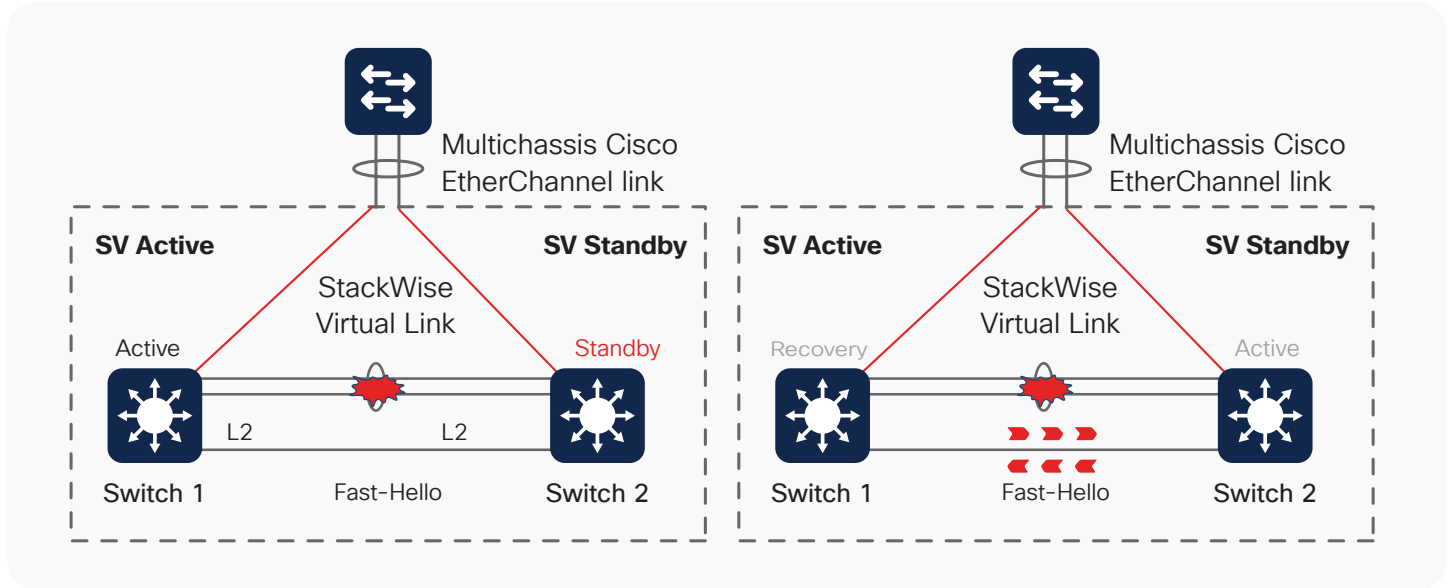 Multichassis Cisco
EtherChannel link
SV Active
SV Standby
StackWise
Virtual Link
Active
Standby
L2
L2
Switch 1
Fast-Hello
Switch 2
Multichassis Cisco
EtherChannel link
SV Active
SV Standby
StackWise
Virtual Link
Recovery
Active
Switch 1
Fast-Hello
Switch 2